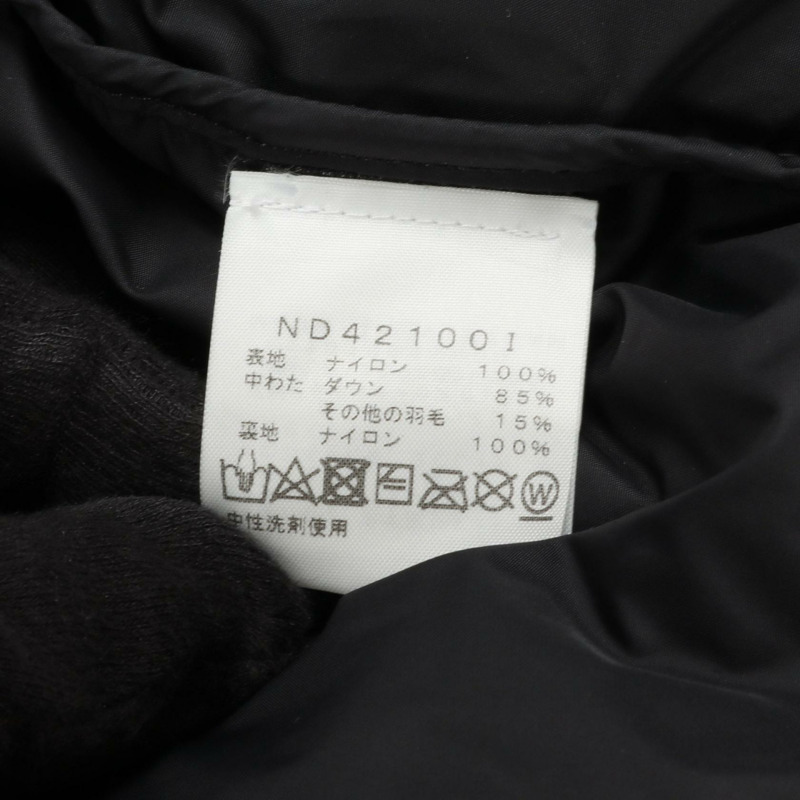 ND42100I
表地 ナイロン 100%
中わた ダウン 85%
その他の羽毛 15%
裏地 ナイロン 100%
W
中性洗剤使用